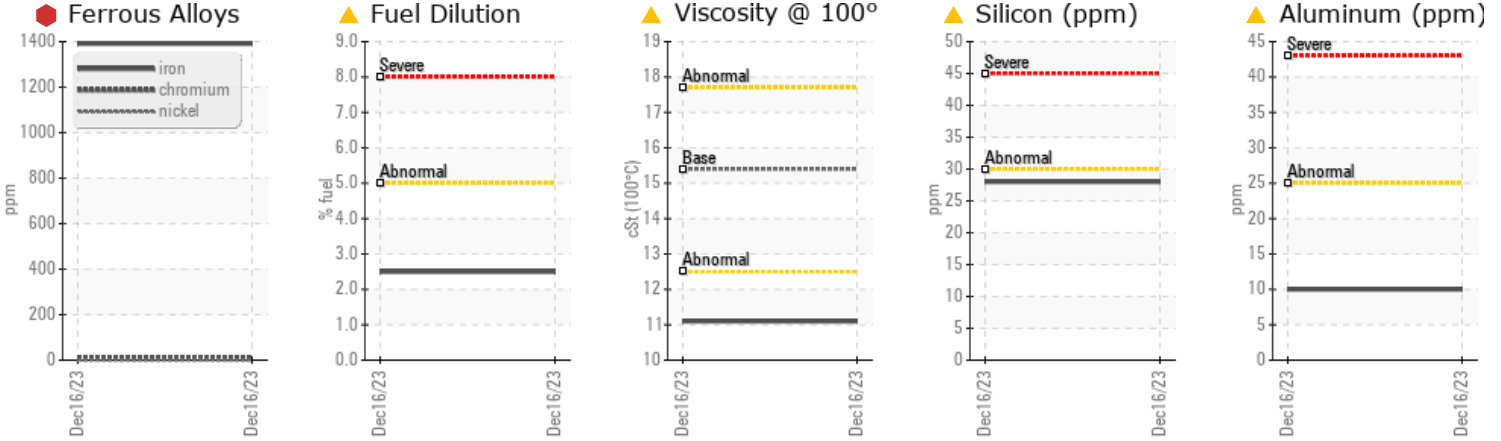 Ferrous Alloys
1400
1200
1000
800
600
400
200
0
ppm
iron
chromium
nickel
Dec16/23
Dec16/23
Fuel Dilution
9.0
8.0
7.0
6.0
5.0
4.0
3.0
2.0
1.0
0.0
% fuel
Severe
Abnormal
Dec16/23
Dec16/23
Viscosity @ 100°
19
18
17
16
15
14
13
12
11
10
cSt (100°C)
Abnormal
Base
Abnormal
Dec16/23
Dec16/23
Silicon (ppm)
50
45
40
35
30
25
20
15
10
5
0
ppm
Severe
Abnormal
Dec16/23
Dec16/23
Aluminum (ppm)
45
40
35
30
25
20
15
10
5
0
ppm
Severe
Abnormal
Dec16/23
Dec16/23